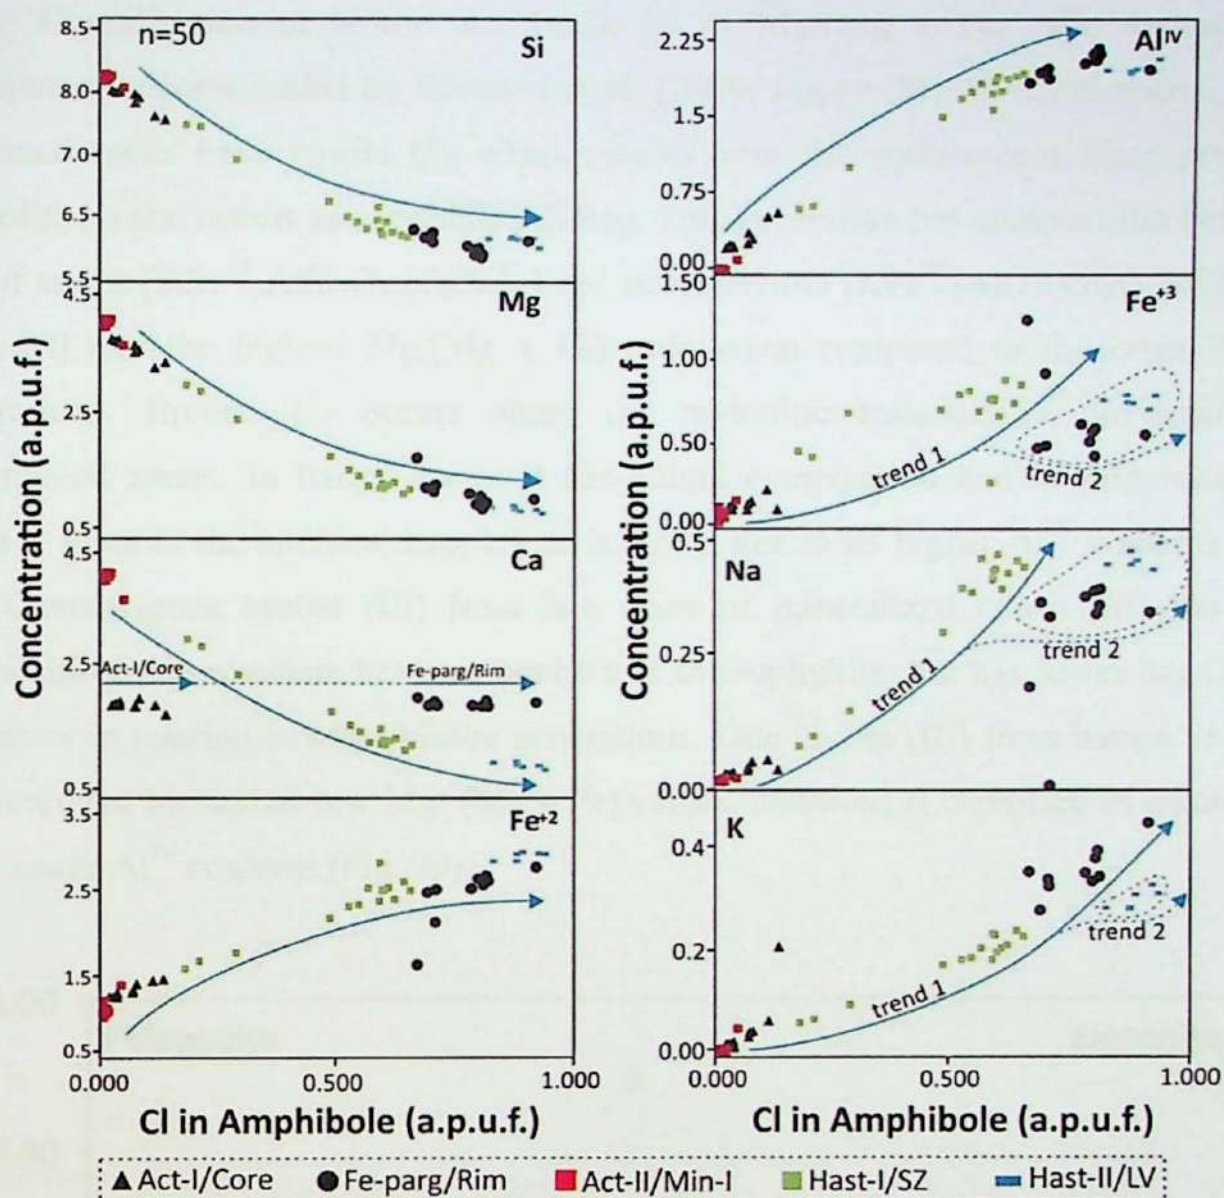 n=50
Si
8.5
8.0
7.0
6.5
5.5
Mg
4.5
2.5
0.5
Ca
4.5
2.5
0.5
Act-I/Core
Fe-parg/Rim
Fe+2
3.5
2.5
1.5
0.5
0.000
0.500
1.000
Concentration (a.p.u.f.)
Cl in Amphibole (a.p.u.f.)
AlIV
2.25
1.5
0.75
0.00
Fe+3
1.50
1.00
0.50
0.00
trend 1
trend 2
Na
0.5
0.25
0.00
trend 1
trend 2
K
0.4
0.2
0.00
trend 1
trend 2
0.000
0.500
1.000
Concentration (a.p.u.f.)
Cl in Amphibole (a.p.u.f.)
Act-I/Core Fe-parg/Rim Act-II/Min-I Hast-I/SZ Hast-II/LV